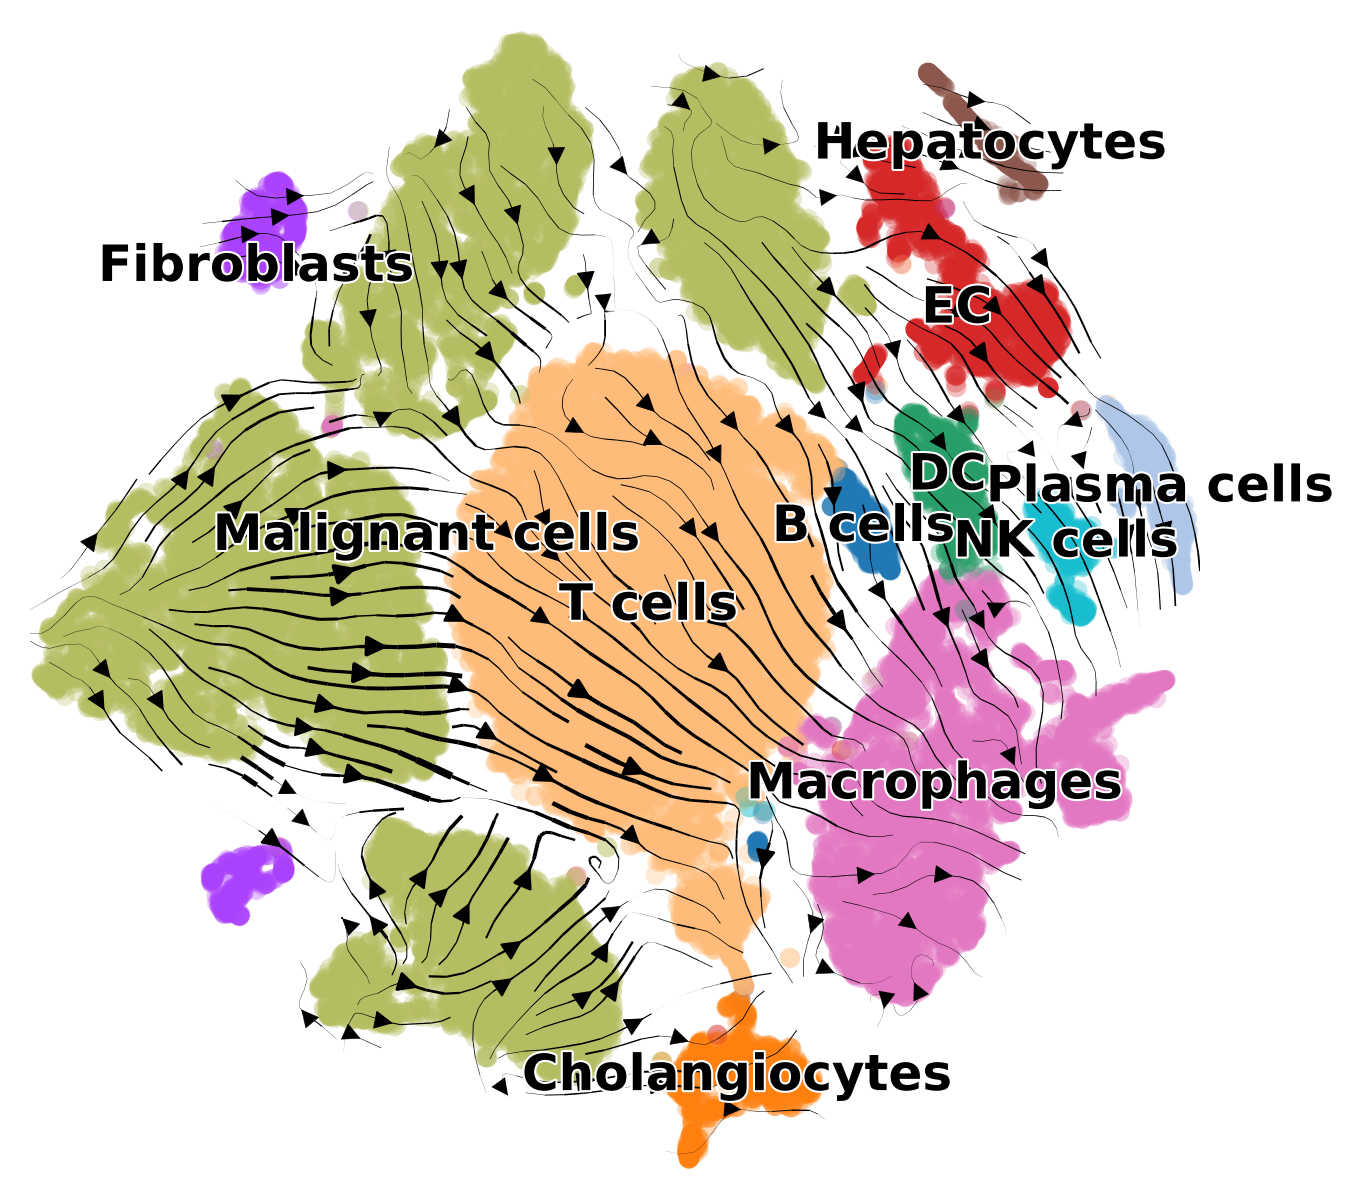 Hepatocytes
Fibroblasts
EC
DC
Plasma cells
Malignant cells
B cells
NK cells
T cells
Macrophages
Cholangiocytes